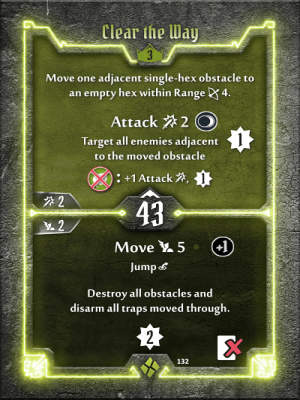 Clear the Way
3
Move one adjacent single-hex obstacle to
an empty hex within Range 4.
Attack 2
Target all enemies adjacent
to the moved obstacle
1
: +1 Attack, 1
2
43
2
Move 5 +1
Jump
Destroy all obstacles and
disarm all traps moved through.
2
132